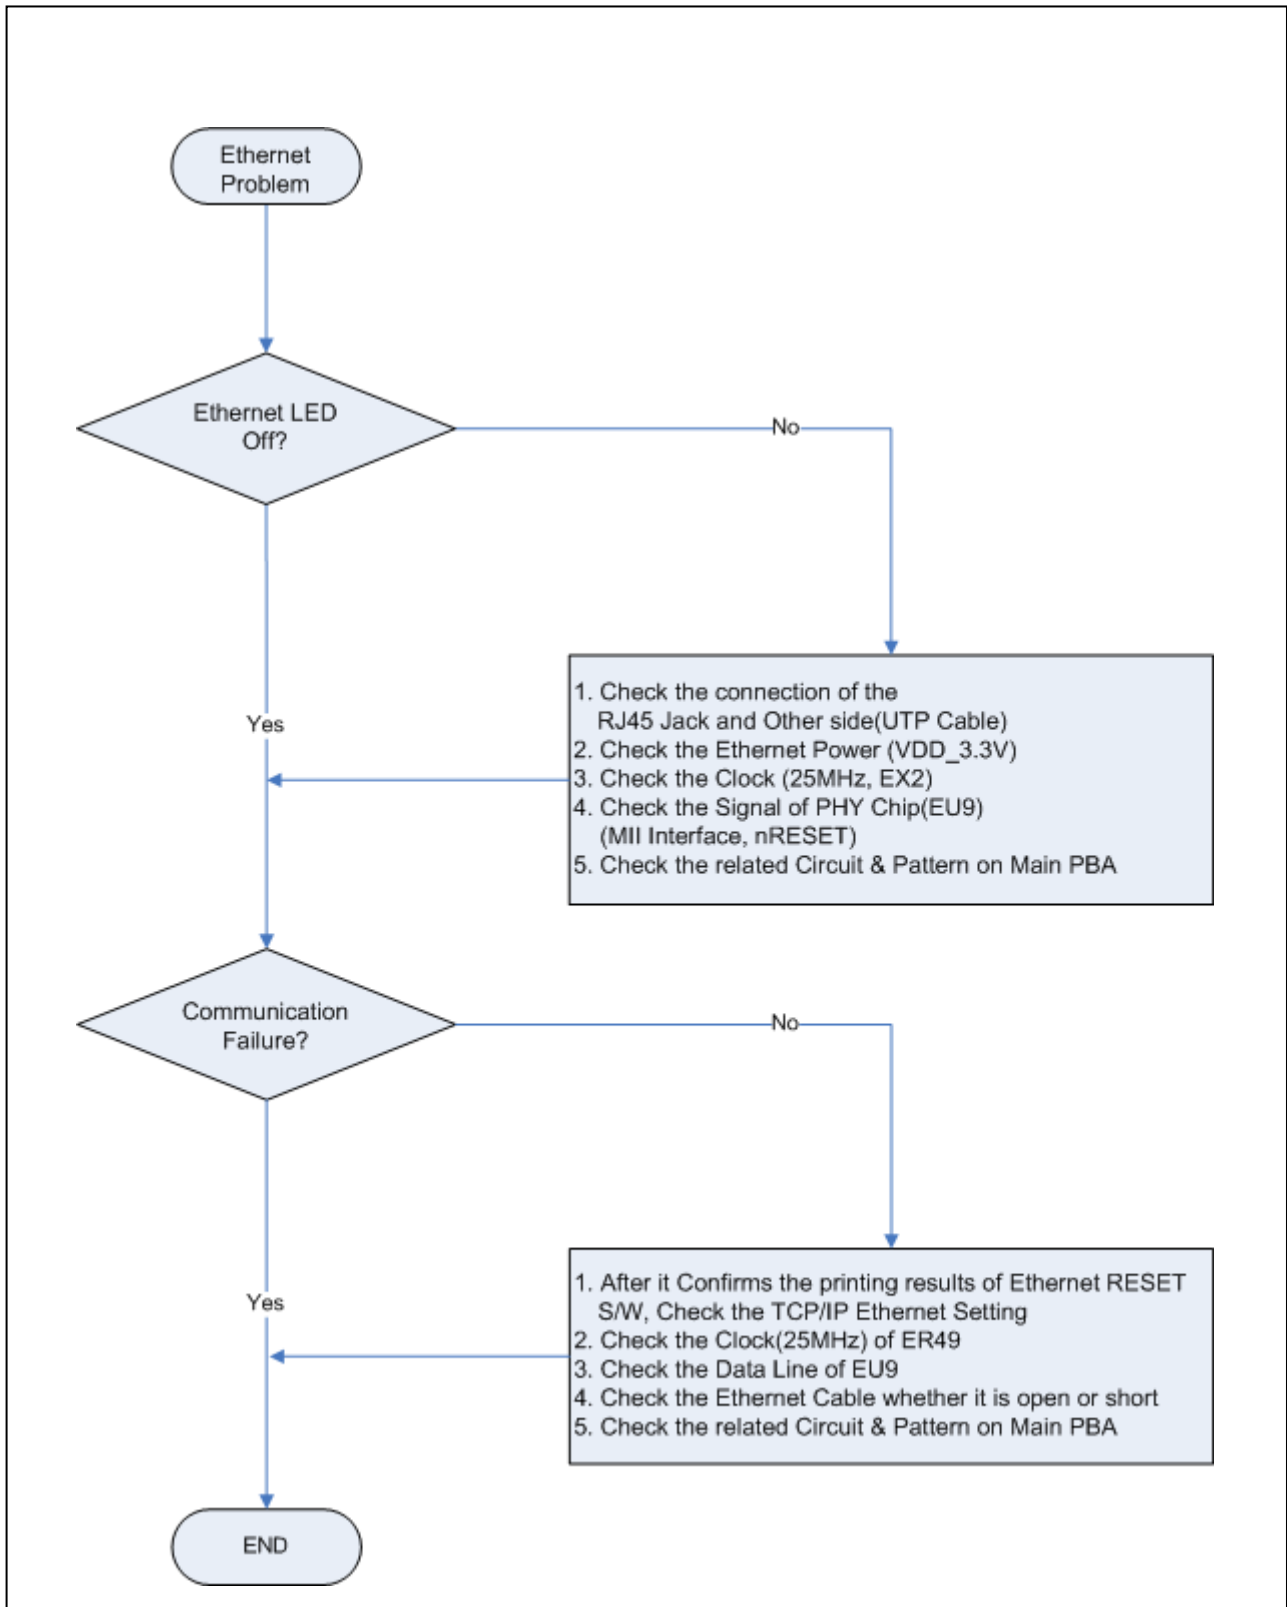 Ethernet
Problem
Ethernet LED
Off?
No
Yes
1. Check the connection of the
RJ45 Jack and Other side(UTP Cable)
2. Check the Ethernet Power (VDD_3.3V)
3. Check the Clock (25MHz, EX2)
4. Check the Signal of PHY Chip(EU9)
(MII Interface, nRESET)
5. Check the related Circuit & Pattern on Main PBA
Communication
Failure?
No
Yes
1. After it Confirms the printing results of Ethernet RESET
S/W, Check the TCP/IP Ethernet Setting
2. Check the Clock(25MHz) of ER49
3. Check the Data Line of EU9
4. Check the Ethernet Cable whether it is open or short
5. Check the related Circuit & Pattern on Main PBA
END